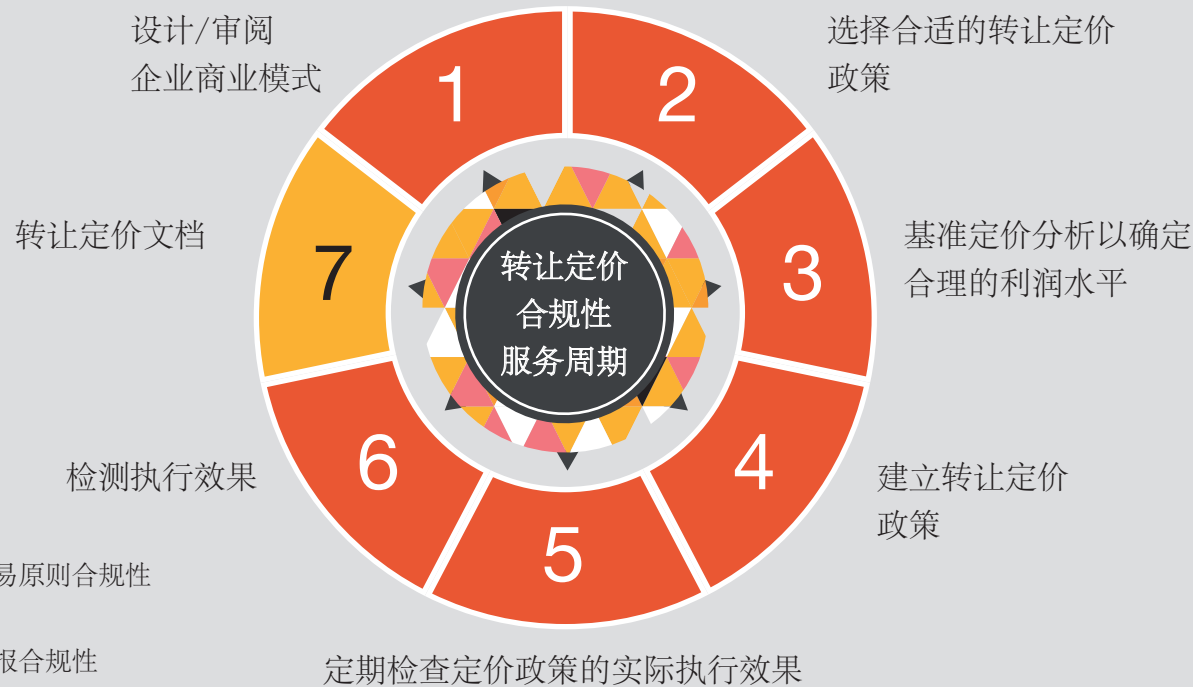 设计/审阅
企业商业模式
1
2
选择合适的转让定价
政策
3
基准定价分析以确定
合理的利润水平
4
建立转让定价
政策
5
定期检查定价政策的实际执行效果
6
检测执行效果
7
转让定价文档
转让定价
合规性
服务周期
易原则合规性
报合规性